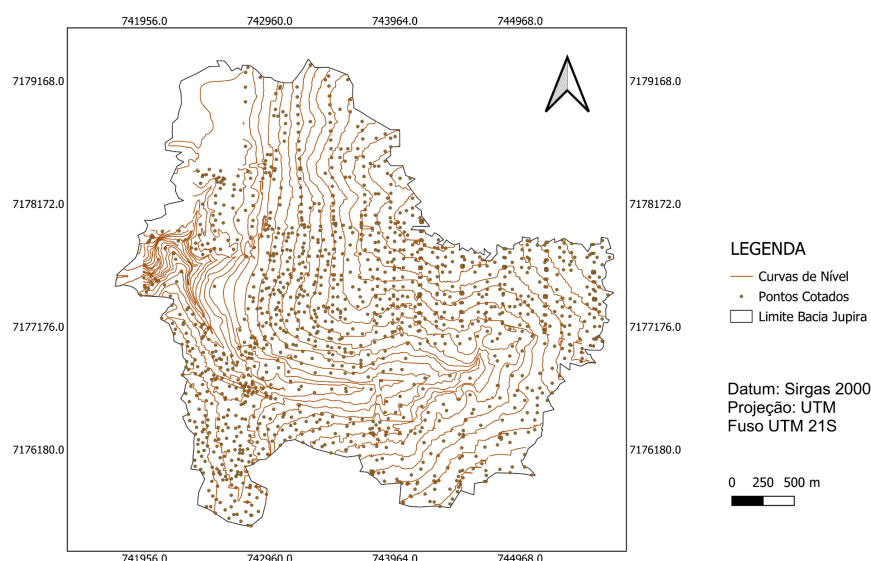 741956.0 742960.0 743964.0 744968.0
7179168.0 7179168.0
7178172.0 7178172.0
7177176.0 7177176.0
7176180.0 7176180.0
741956.0 742960.0 743964.0 744968.0
LEGENDA
Curvas de Nível
Pontos Cotados
Limite Bacia Jupira
Datum: Sirgas 2000
Projeção: UTM
Fuso UTM 21S
0 250 500 m